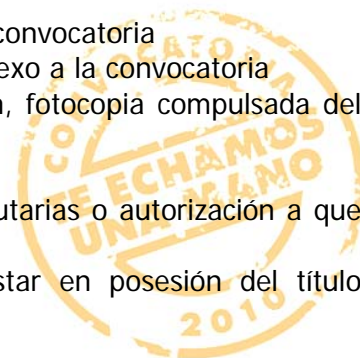 convocatoria
exo a la convocatoria
, fotocopia compulsada del
utarias o autorización a que
star en posesión del título
CONVOCATORIAS
TE ECHAMOS
UNA MANO
2010